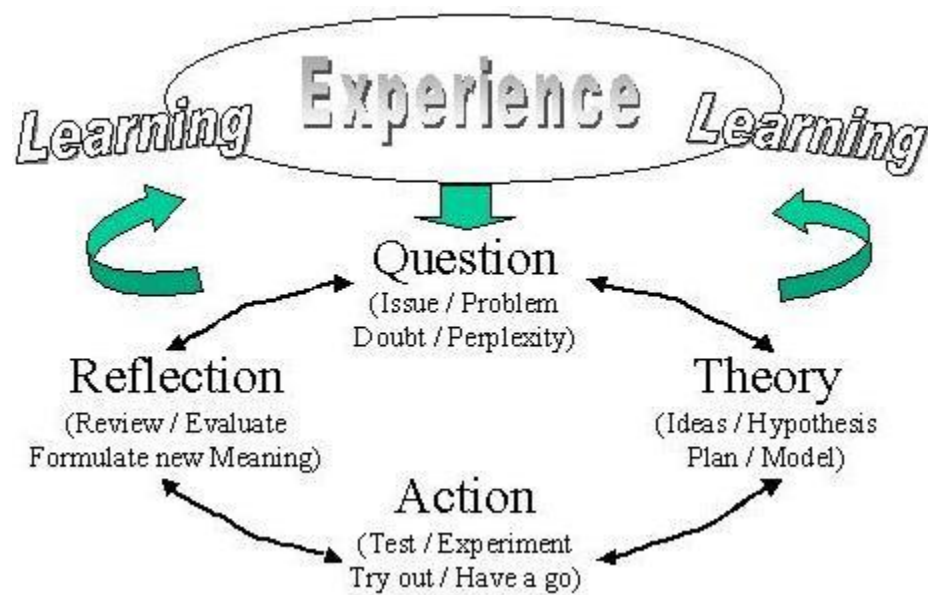 Experience
Learning
Learning
Question
(Issue / Problem
Doubt / Perplexity)
Reflection
(Review / Evaluate
Formulate new Meaning)
Theory
(Ideas / Hypothesis
Plan / Model)
Action
(Test / Experiment
Try out / Have a go)